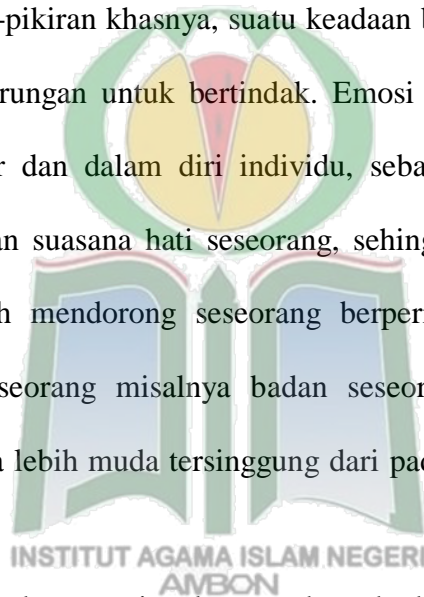 -pikiran khasnya, suatu keadaan b
rungan untuk bertindak. Emosi
dan dalam diri individu, seba
an suasana hati seseorang, sehing
h mendorong seseorang berper
seorang misalnya badan seseor
a lebih muda tersinggung dari pad
INSTITUT AGAMA ISLAM NEGERI
AMBON